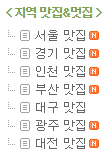 <지역 맛집&멋집>
서울 맛집 N
경기 맛집 N
인천 맛집 N
부산 맛집 N
대구 맛집
광주 맛집 N
대전 맛집 N